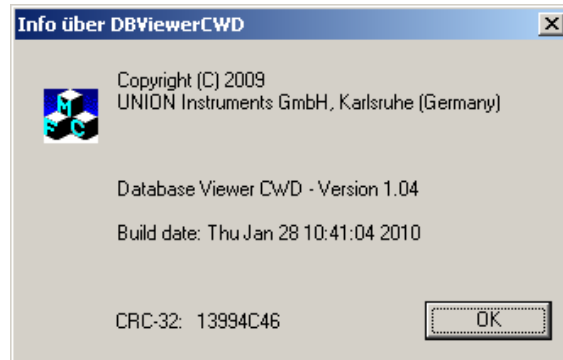 Info über DBViewerCWD
Copyright (C) 2009
UNION Instruments GmbH, Karlsruhe (Germany)
M
F C
Database Viewer CWD - Version 1.04
Build date: Thu Jan 28 10:41:04 2010
CRC-32: 13994C46
OK